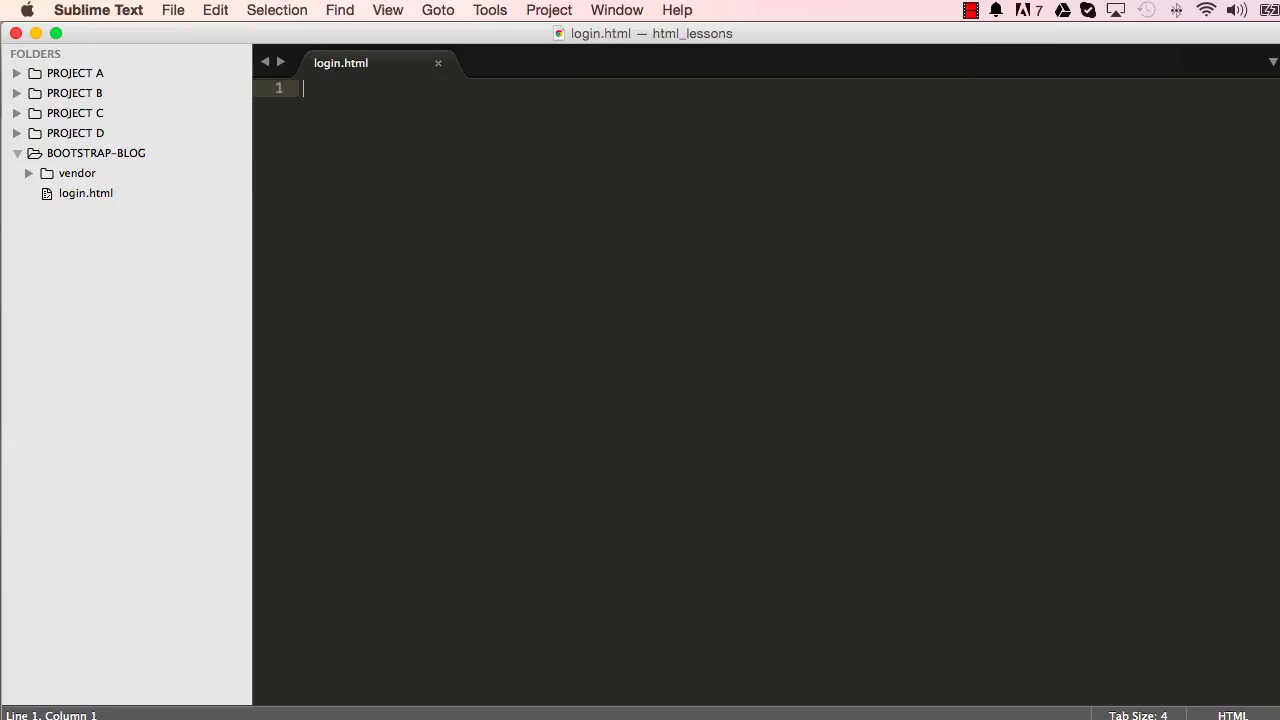 Sublime Text File Edit Selection Find View Goto Tools Project Window Help 7
login.html — html_lessons
FOLDERS
PROJECT A
PROJECT B
PROJECT C
PROJECT D
BOOTSTRAP-BLOG
vendor
login.html
login.html ×
1
Line 1, Column 1 Tab Size: 4 HTML